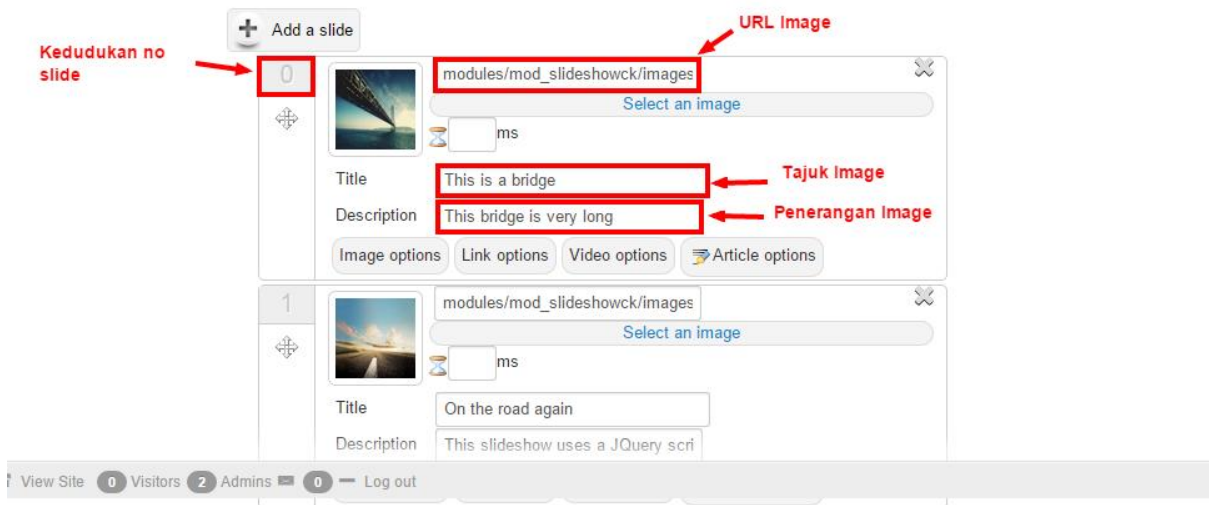 Add a slide
URL Image
Kedudukan no
slide
0
modules/mod_slideshowck/images
Select an image
ms
Title
This is a bridge
Tajuk Image
Description
This bridge is very long
Penerangan Image
Image options
Link options
Video options
Article options
1
modules/mod_slideshowck/images
Select an image
ms
Title
On the road again
Description
This slideshow uses a JQuery scri
View Site 0 Visitors 2 Admins 0 Log out